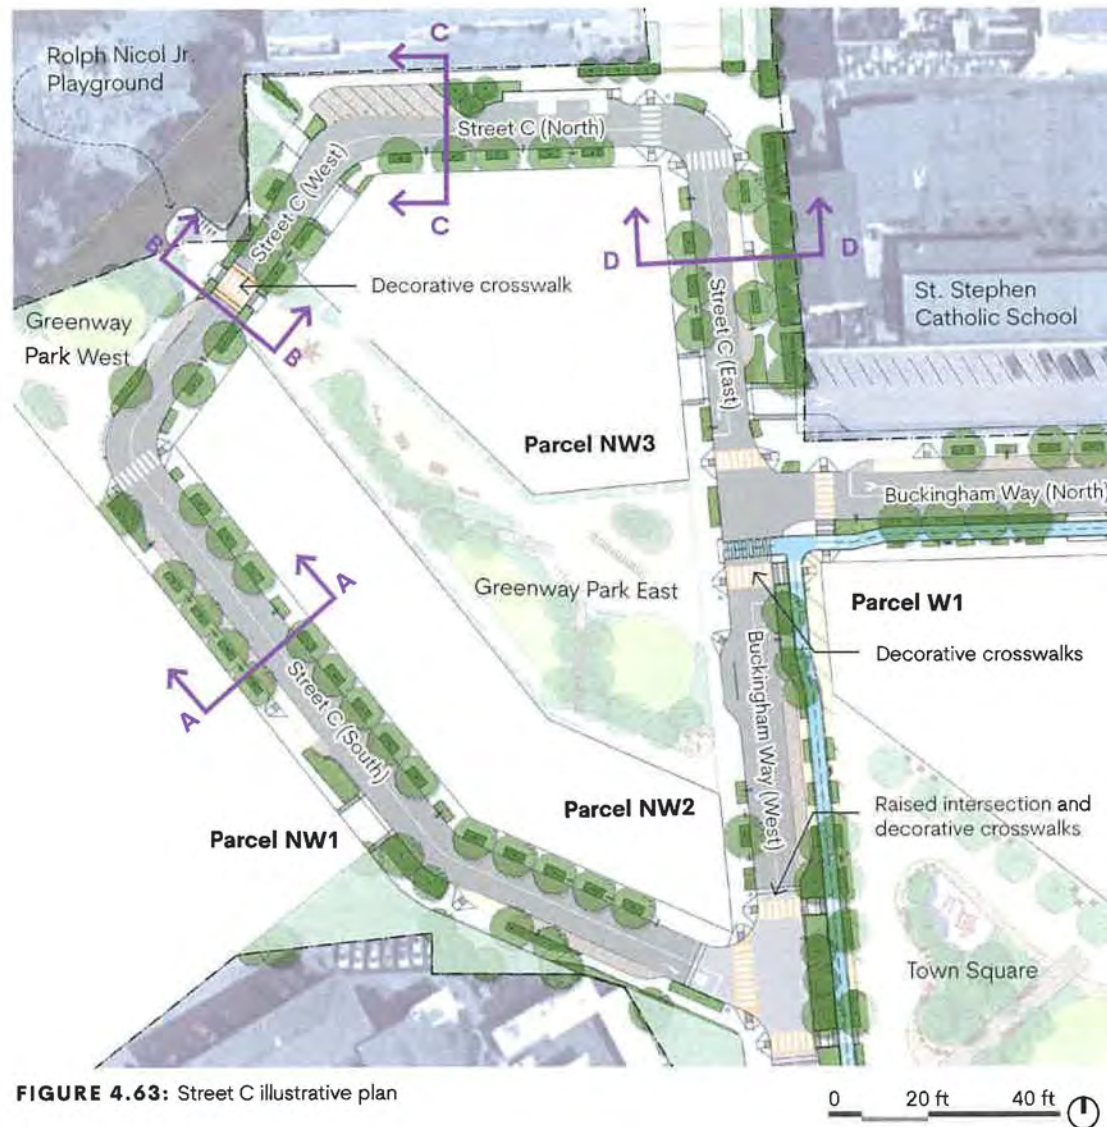 Rolph Nicol Jr.
Playground
C
Street C (North)
Street C (West)
C
B
D
D
Decorative crosswalk
St. Stephen
Catholic School
Greenway
Park West
B
Street C (East)
Parcel NW3
Buckingham Way (North)
A
Greenway Park East
Parcel W1
Decorative crosswalks
A
Street C (South)
Buckingham Way (West)
Raised intersection and
decorative crosswalks
Parcel NW2
Parcel NW1
Town Square
FIGURE 4.63: Street C illustrative plan
0 20 ft 40 ft